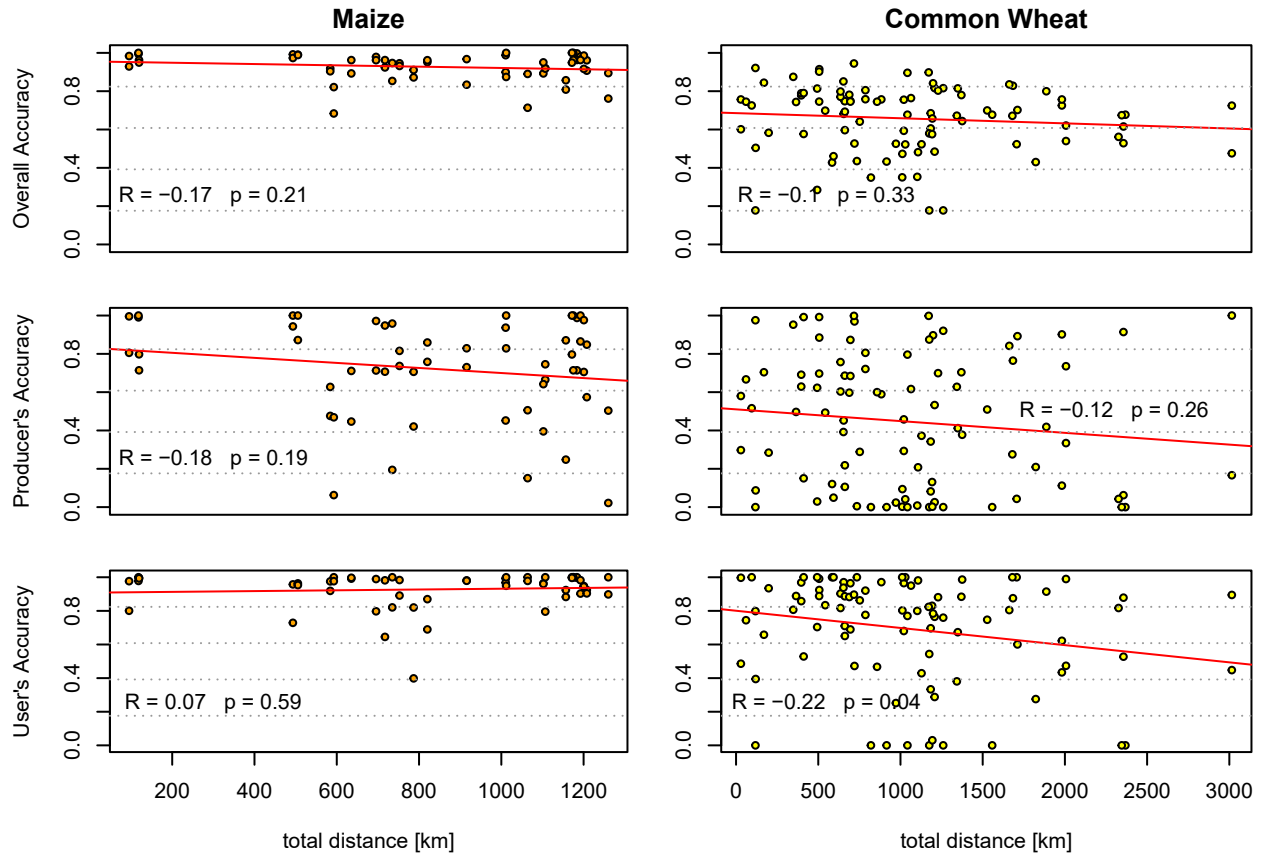 Maize
Common Wheat
Overall Accuracy
0.0 0.4 0.8
R = −0.17 p = 0.21
0.0 0.4 0.8
R = −0.1 p = 0.33
Producer's Accuracy
0.0 0.4 0.8
R = −0.18 p = 0.19
0.0 0.4 0.8
R = −0.12 p = 0.26
User's Accuracy
0.0 0.4 0.8
R = 0.07 p = 0.59
0.0 0.4 0.8
R = −0.22 p = 0.04
200 400 600 800 1000 1200
0 500 1000 1500 2000 2500 3000
total distance [km]
total distance [km]